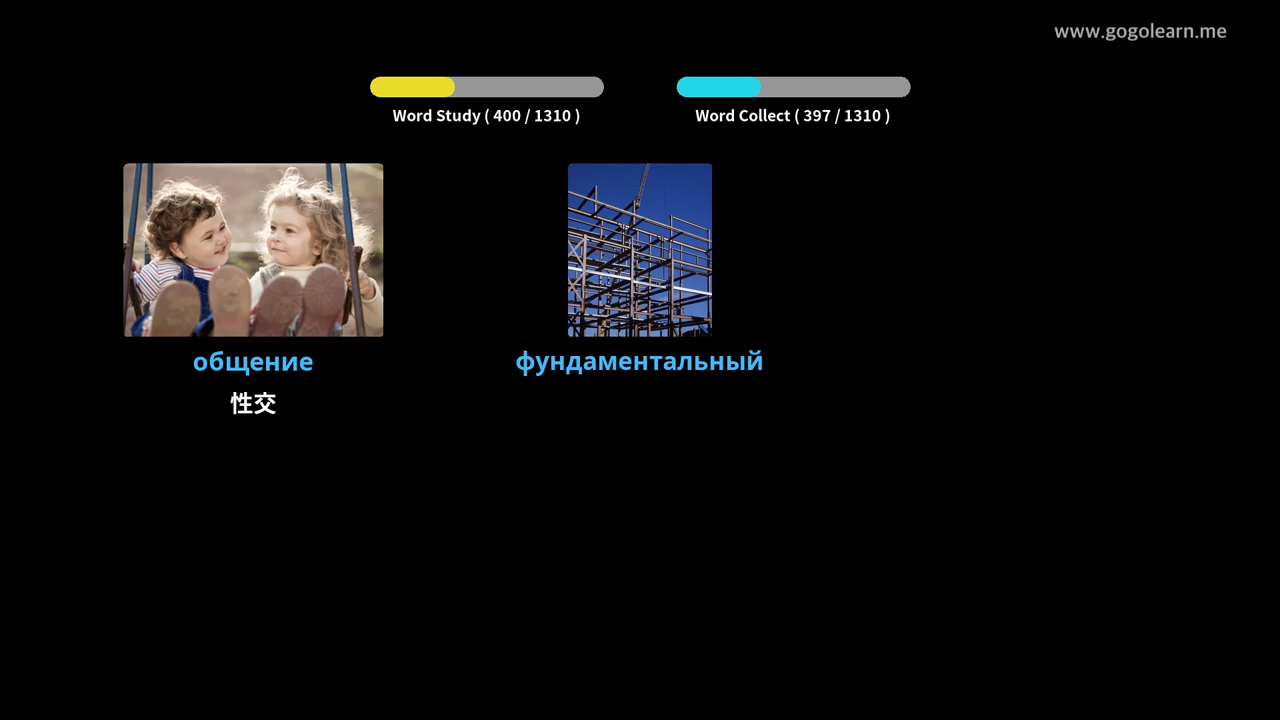 www.gogolearn.me
Word Study ( 400 / 1310 )
Word Collect ( 397 / 1310 )
общение
性交
фундаментальный